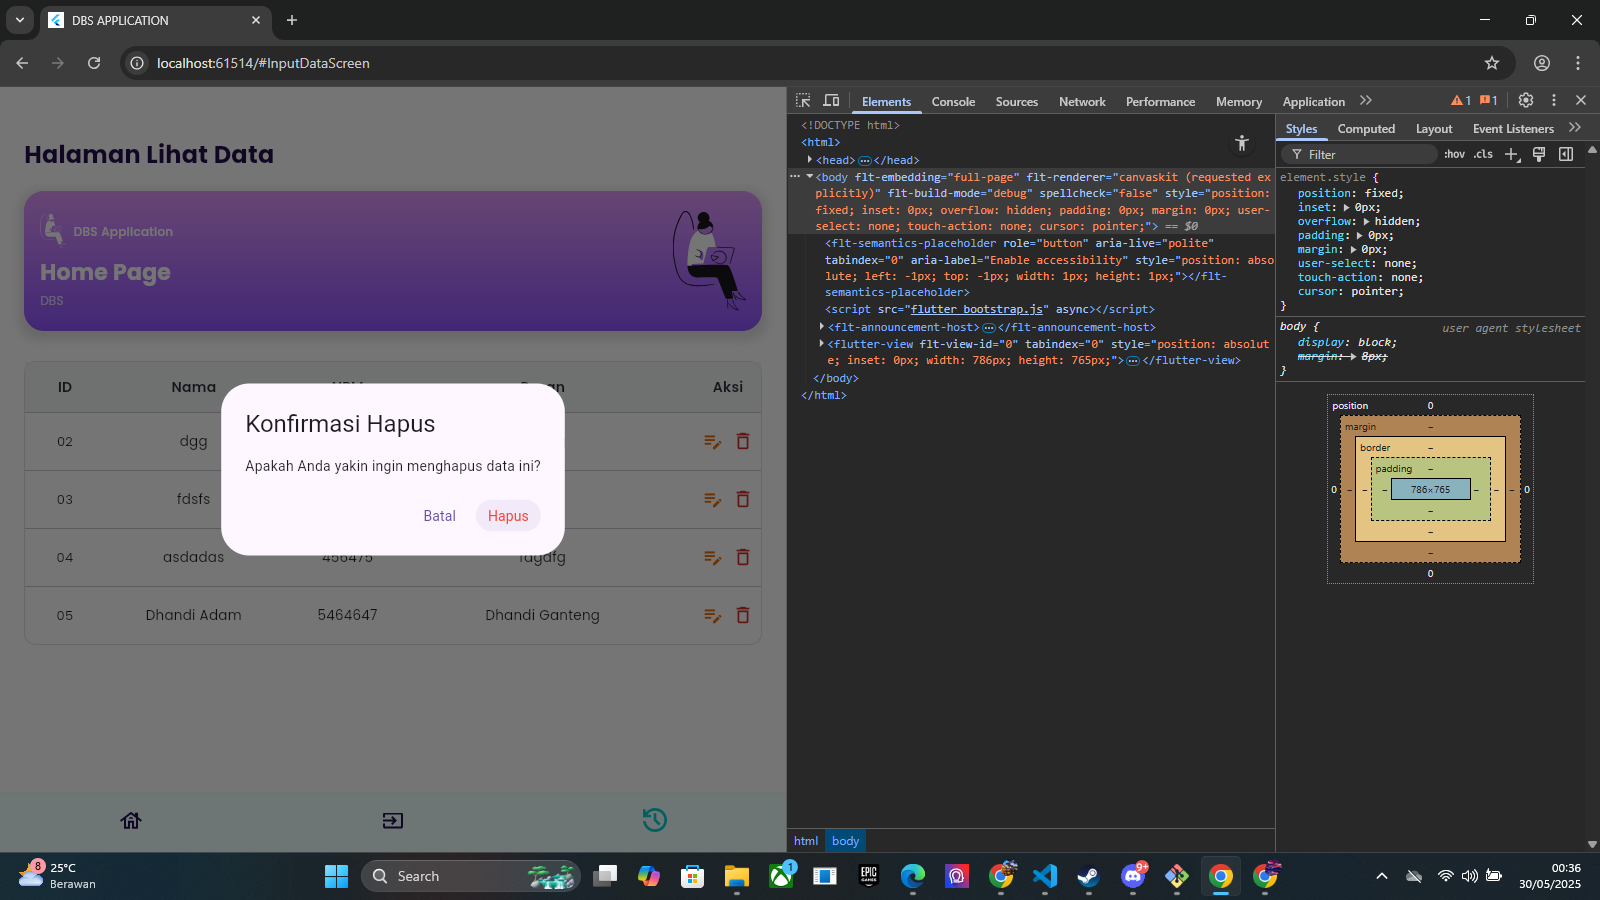 DBS APPLICATION
localhost:61514/#InputDataScreen
Halaman Lihat Data
DBS Application
Home Page
DBS
ID Nama Aksi
02 dgg
03 fdsfs
04 asdadas 456475
05 Dhandi Adam 5464647 Dhandi Ganteng
Konfirmasi Hapus
Apakah Anda yakin ingin menghapus data ini?
Batal Hapus
Elements Console Sources Network Performance Memory Application 1 1
<!DOCTYPE html>
<html>
<head></head>
<body flt-embedding="full-page" flt-renderer="canvaskit (requested ex
plicitly)" flt-build-mode="debug" spellcheck="false" style="position:
fixed; inset: 0px; overflow: hidden; padding: 0px; margin: 0px; user-
select: none; touch-action: none; cursor: pointer;"> == $0
<flt-semantics-placeholder role="button" aria-live="polite"
tabindex="0" aria-label="Enable accessibility" style="position: abso
lute; left: -1px; top: -1px; width: 1px; height: 1px;"></flt-
semantics-placeholder>
<script src="flutter_bootstrap.js" async></script>
<flt-announcement-host></flt-announcement-host>
<flutter-view flt-view-id="0" tabindex="0" style="position: absolut
e; inset: 0px; width: 786px; height: 765px;"></flutter-view>
</body>
</html>
html body
Styles Computed Layout Event Listeners
Filter :hov .cls
element.style {
position: fixed;
inset: 0px;
overflow: hidden;
padding: 0px;
margin: 0px;
user-select: none;
touch-action: none;
cursor: pointer;
}
body { user agent stylesheet
display: block;
margin: 8px;
}
position 0
margin –
border –
padding –
0 – – – 786×765 – – – 0
–
–
–
0
8 25°C
Berawan
Search
1
EPIC
GAMES
9+
00:36
30/05/2025